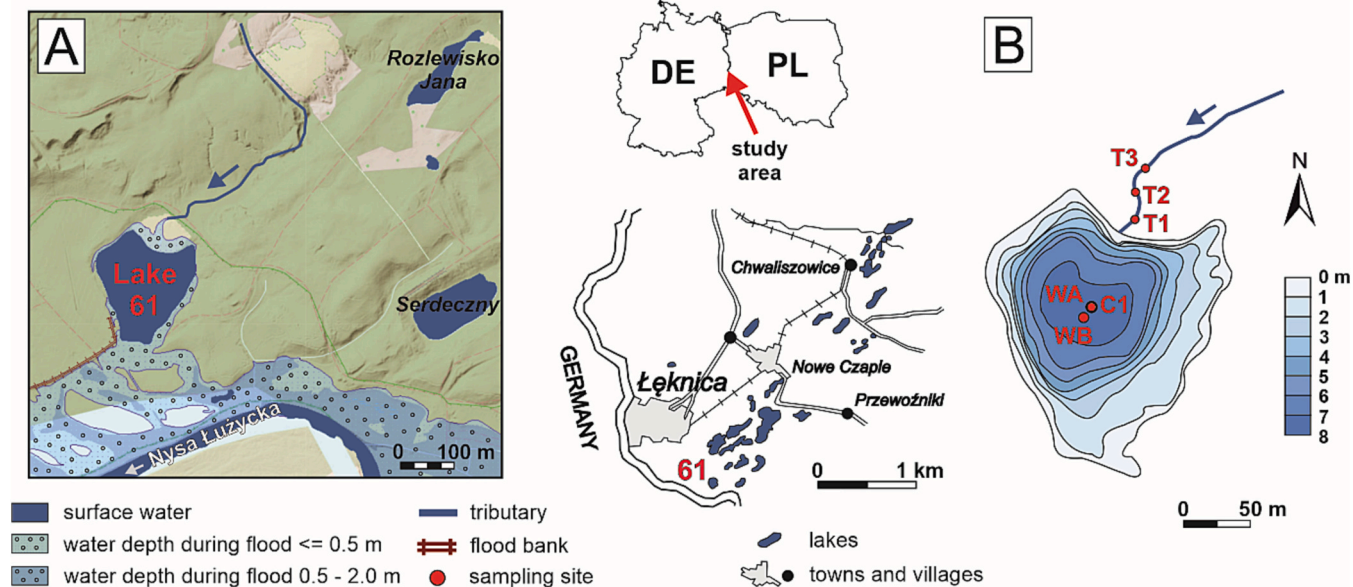 A
Rozlewisko
Jana
Lake
61
Serdeczny
← Nysa Łużycka
0 100 m
surface water
water depth during flood <= 0.5 m
water depth during flood 0.5 - 2.0 m
tributary
flood bank
sampling site
DE
PL
study
area
Chwaliszowice
GERMANY
Łęknica
Nowe Czaple
Przewoźniki
61
0 1 km
lakes
towns and villages
B
T3
T2
T1
WA
C1
WB
N
0 m
1
2
3
4
5
6
7
8
0 50 m